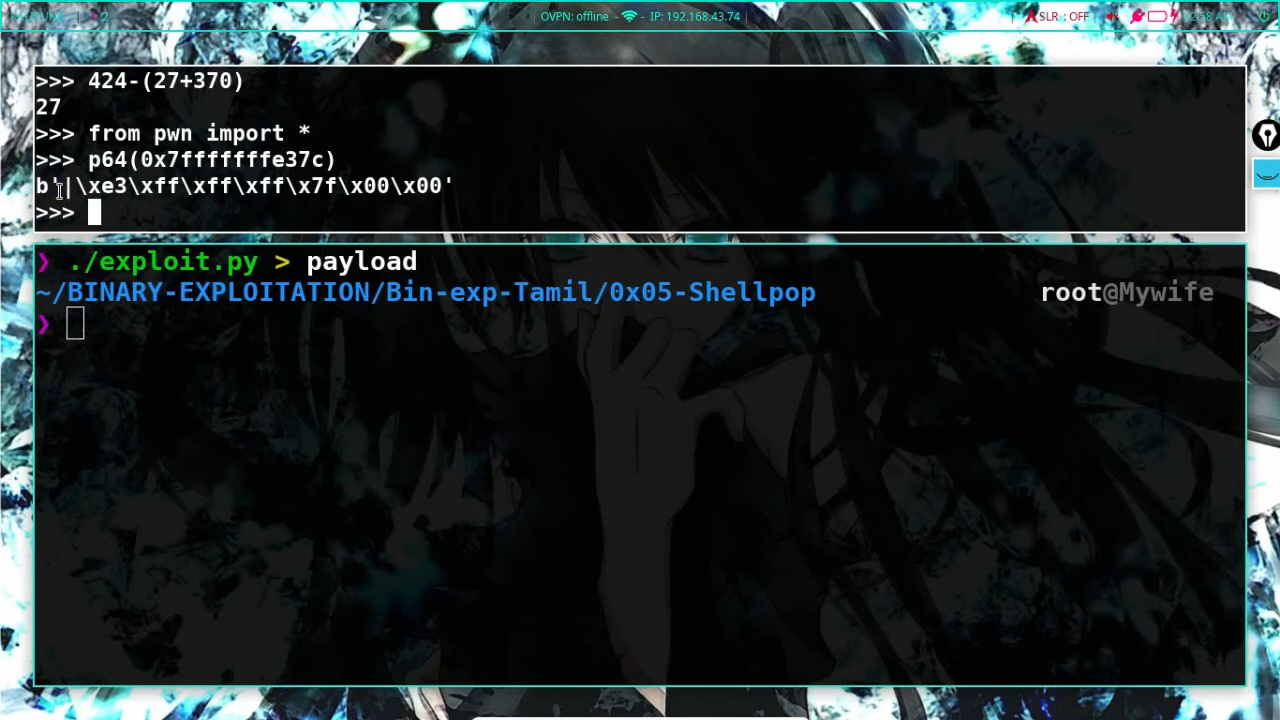 OVPN: offline - - IP: 192.168.43.74
SLR : OFF
>>> 424-(27+370)
27
>>> from pwn import *
>>> p64(0x7fffffffe37c)
b'|\xe3\xff\xff\xff\x7f\x00\x00'
>>>
❯ ./exploit.py > payload
~/BINARY-EXPLOITATION/Bin-exp-Tamil/0x05-Shellpop root@Mywife
❯